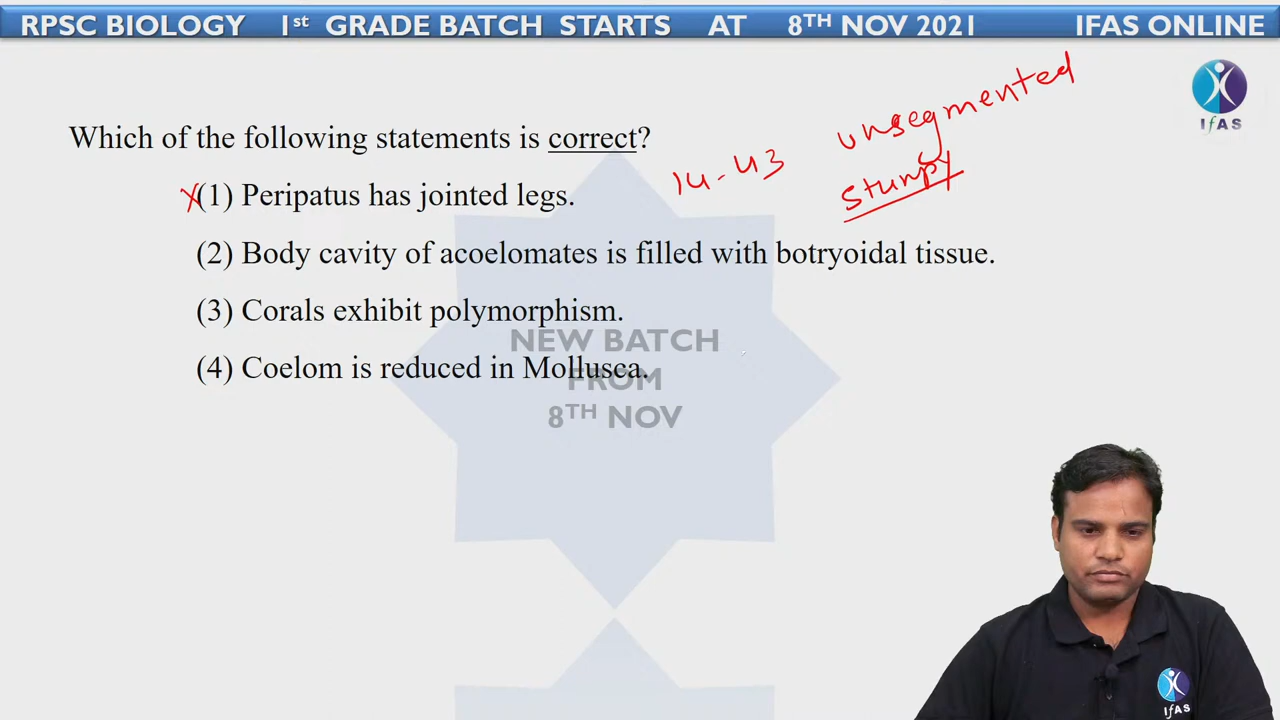 RPSC BIOLOGY 1st GRADE BATCH STARTS AT 8TH NOV 2021 IFAS ONLINE
IfAS
unsegmented
Which of the following statements is correct?
14-43
stumpy
X(1) Peripatus has jointed legs.
(2) Body cavity of acoelomates is filled with botryoidal tissue.
(3) Corals exhibit polymorphism.
NEW BATCH
(4) Coelom is reduced in Mollusca.
FROM
8TH NOV
IfAS